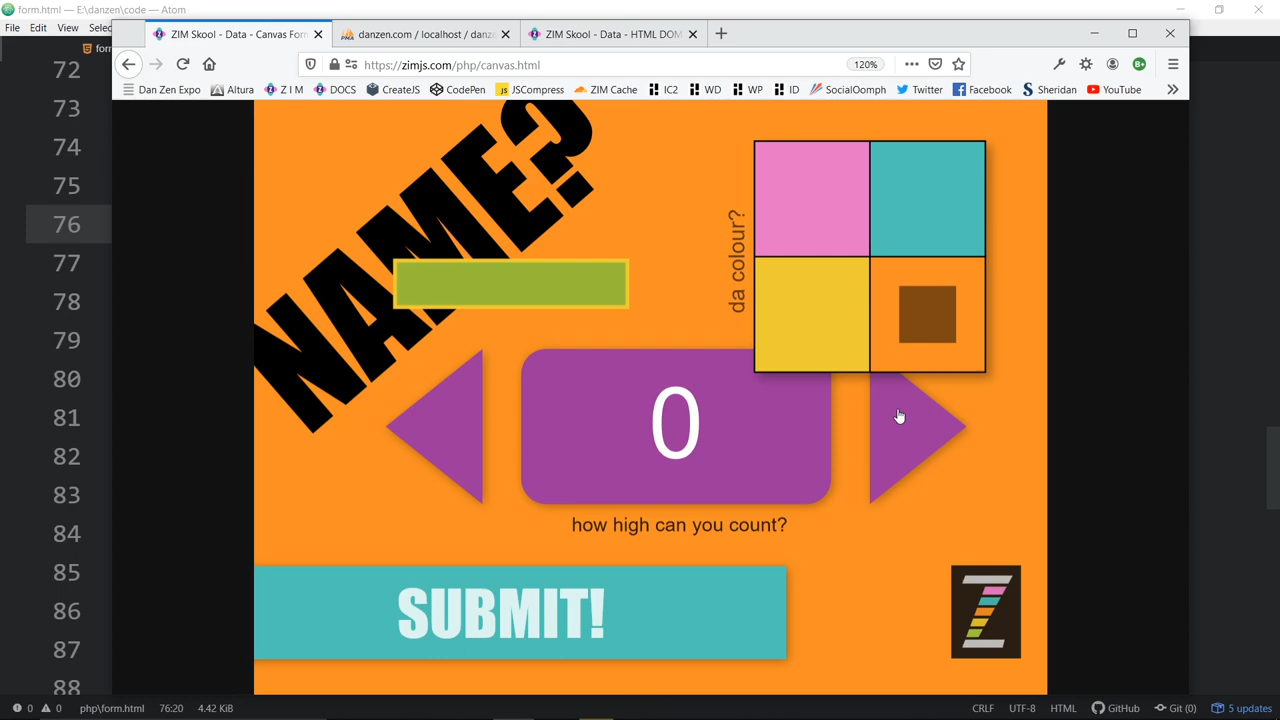 form.html — E:\danzen\code — Atom
File Edit View Selec
ZIM Skool - Data - Canvas For
danzen.com / localhost / danze
ZIM Skool - Data - HTML DOM
https://zimjs.com/php/canvas.html
120%
Dan Zen Expo Altura Z I M DOCS CreateJS CodePen JSCompress ZIM Cache IC2 WD WP ID SocialOomph Twitter Facebook Sheridan YouTube
72
73
74
75
76
77
78
79
80
81
82
83
84
85
86
87
88
NAME?
da colour?
0
how high can you count?
SUBMIT!
0 0 php\form.html 76:20 4.42 KiB CRLF UTF-8 HTML GitHub Git (0) 5 updates